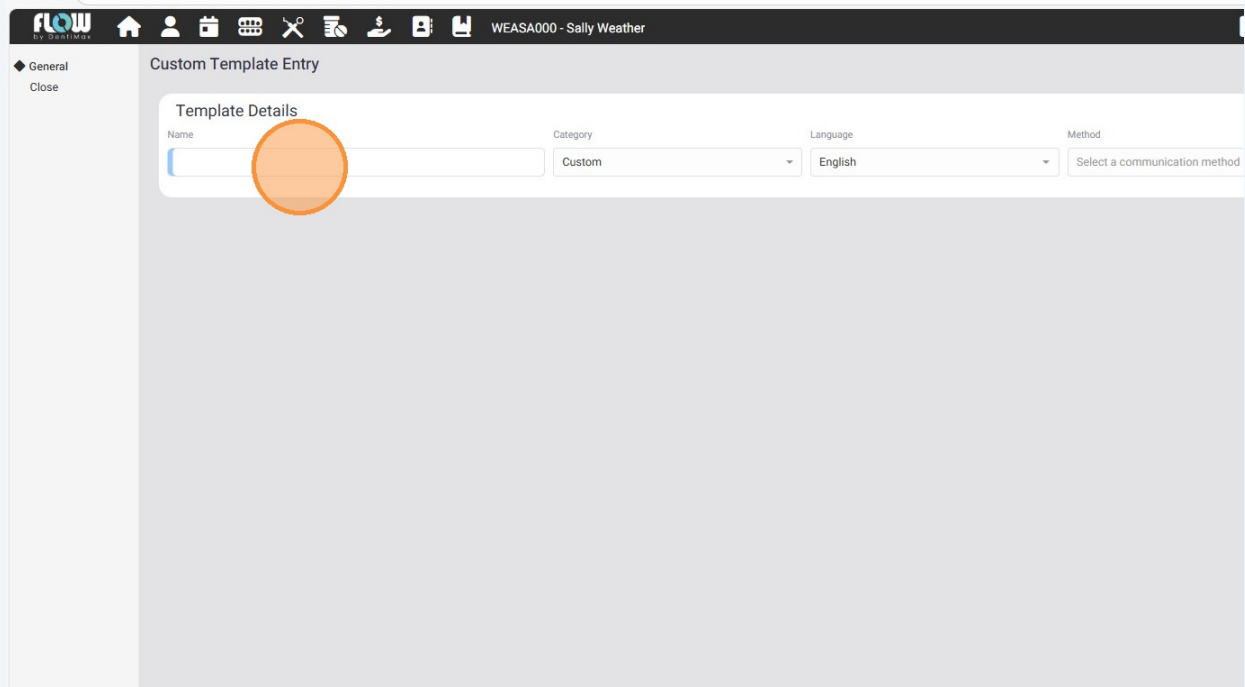 FLOW
by DentiMax
WEASA000 - Sally Weather
General
Close
Custom Template Entry
Template Details
Name
Category
Language
Method
Custom
English
Select a communication method